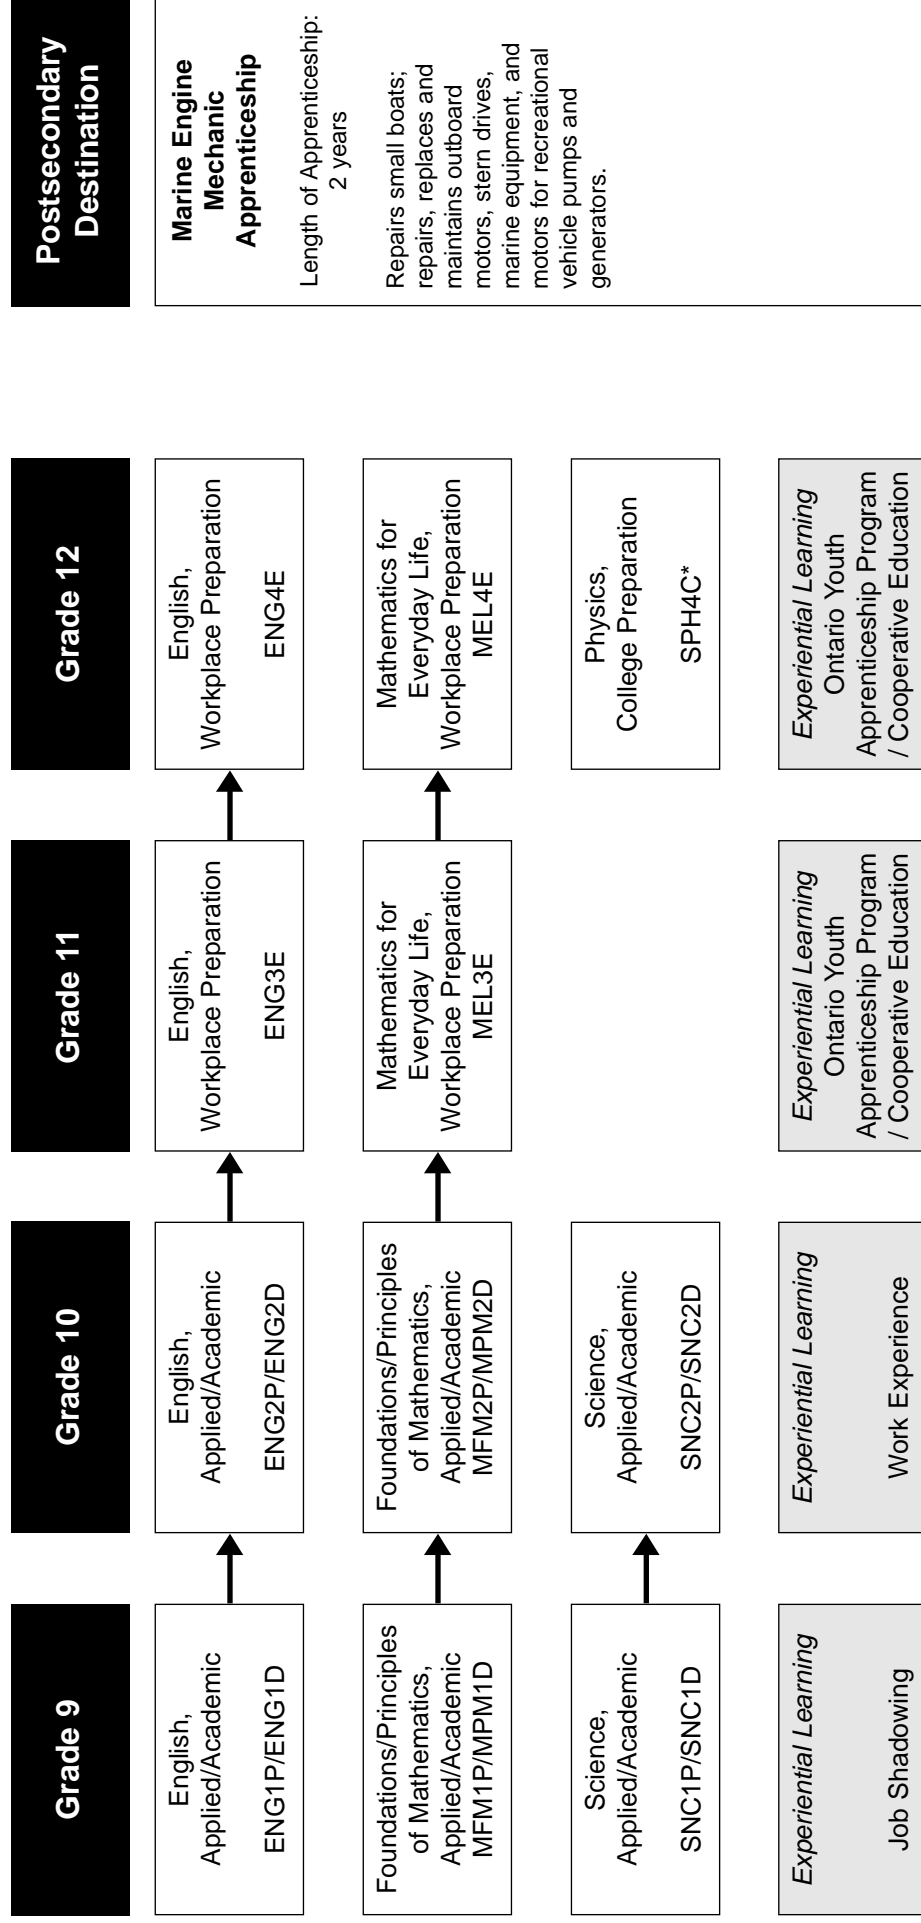 Grade 9
Grade 10
Grade 11
Grade 12
Postsecondary
Destination
English,
Applied/Academic
ENG1P/ENG1D
English,
Applied/Academic
ENG2P/ENG2D
English,
Workplace Preparation
ENG3E
English,
Workplace Preparation
ENG4E
Marine Engine
Mechanic
Apprenticeship
Length of Apprenticeship:
2 years
Repairs small boats;
repairs, replaces and
maintains outboard
motors, stern drives,
marine equipment, and
motors for recreational
vehicle pumps and
generators.
Foundations/Principles
of Mathematics,
Applied/Academic
MFM1P/MPM1D
Foundations/Principles
of Mathematics,
Applied/Academic
MFM2P/MPM2D
Mathematics for
Everyday Life,
Workplace Preparation
MEL3E
Mathematics for
Everyday Life,
Workplace Preparation
MEL4E
Science,
Applied/Academic
SNC1P/SNC1D
Science,
Applied/Academic
SNC2P/SNC2D
Physics,
College Preparation
SPH4C*
Experiential Learning
Job Shadowing
Experiential Learning
Work Experience
Experiential Learning
Ontario Youth
Apprenticeship Program
/ Cooperative Education
Experiential Learning
Ontario Youth
Apprenticeship Program
/ Cooperative Education